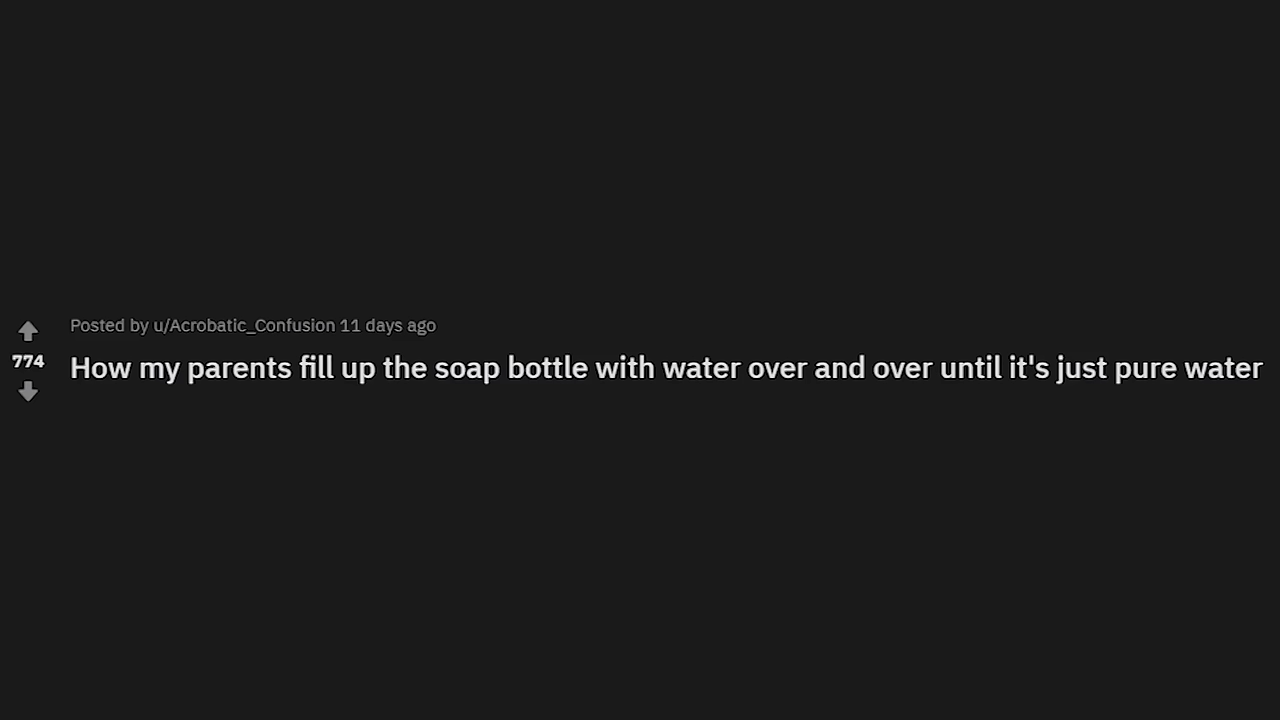 Posted by u/Acrobatic_Confusion 11 days ago
774
How my parents fill up the soap bottle with water over and over until it's just pure water